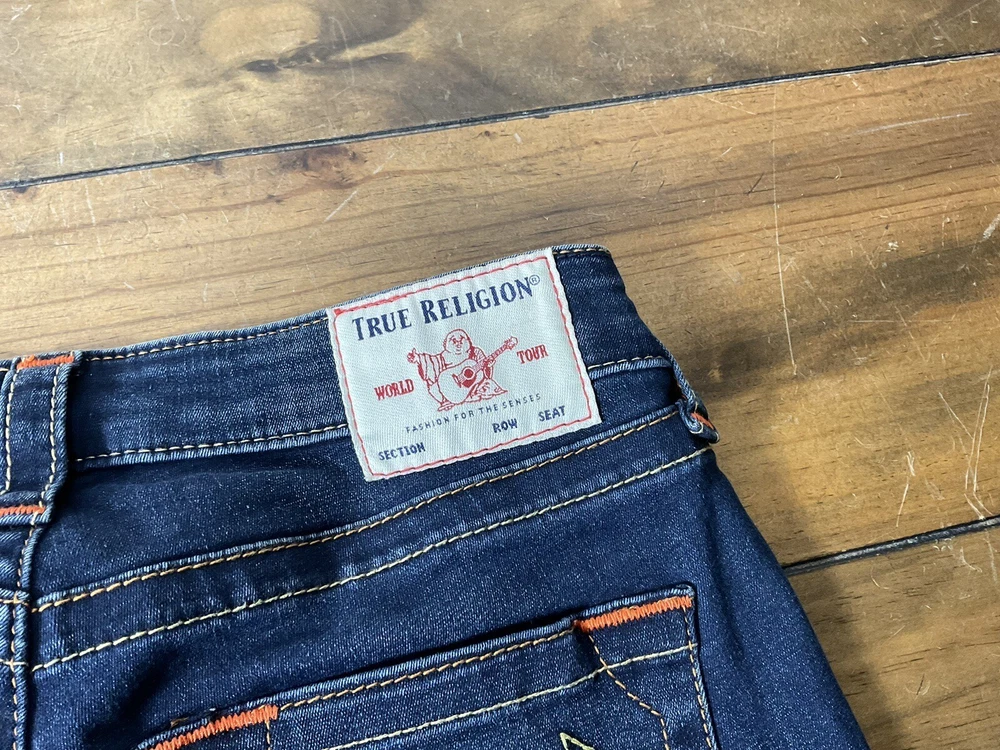 TRUE RELIGION®
WORLD TOUR
FASHION FOR THE SENSES
SECTION ROW SEAT